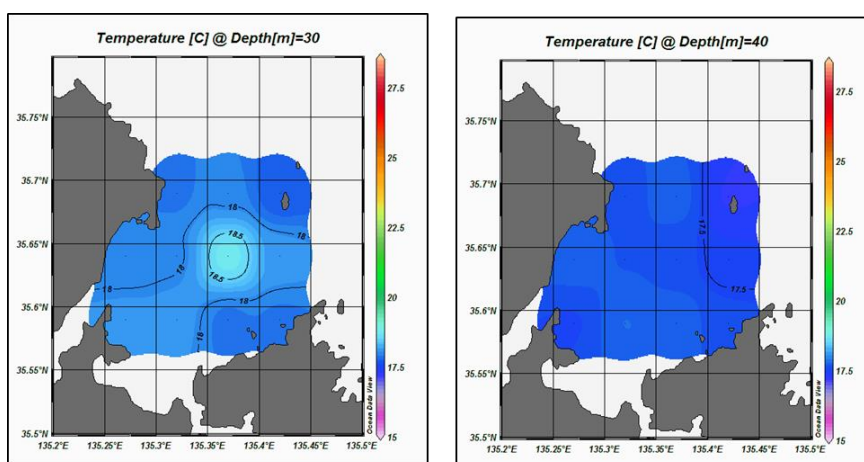 Temperature [C] @ Depth[m]=30
35.75°N
35.7°N
35.65°N
35.6°N
35.55°N
35.5°N
135.2°E 135.25°E 135.3°E 135.35°E 135.4°E 135.45°E 135.5°E
18
18.5
18.5
18
18
18
18
27.5
25
22.5
20
17.5
15
Ocean Data View
Temperature [C] @ Depth[m]=40
35.75°N
35.7°N
35.65°N
35.6°N
35.55°N
35.5°N
135.2°E 135.25°E 135.3°E 135.35°E 135.4°E 135.45°E 135.5°E
17.5
17.5
27.5
25
22.5
20
17.5
15
Ocean Data View